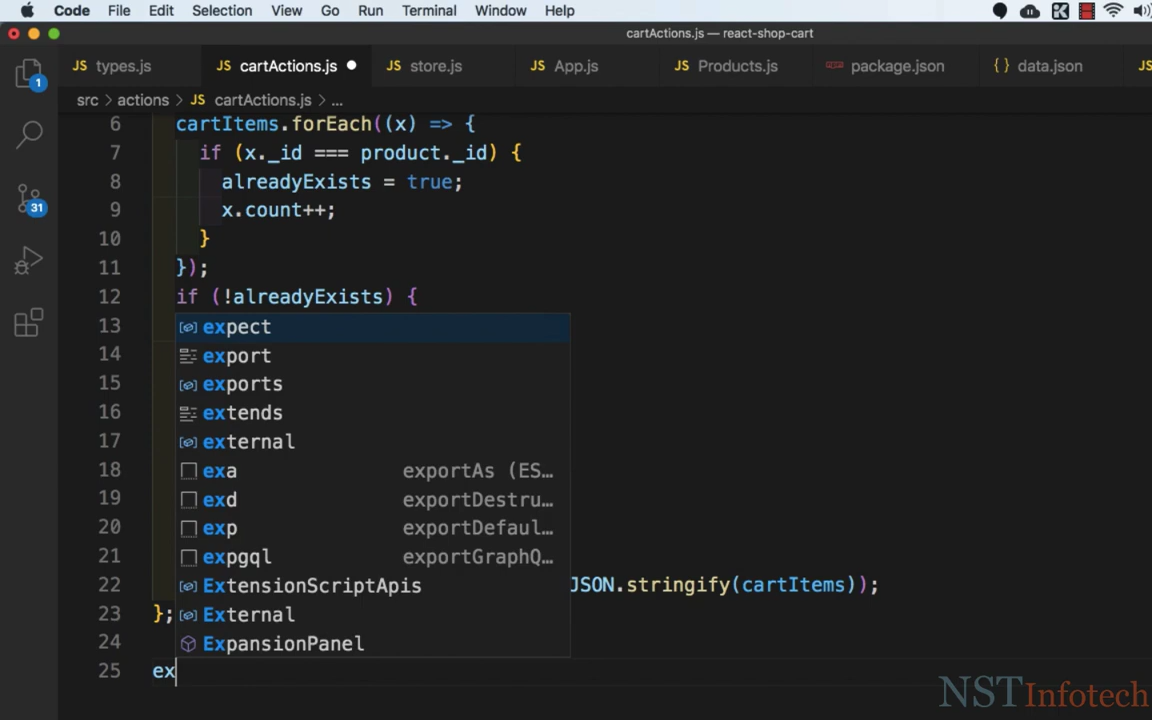 Code File Edit Selection View Go Run Terminal Window Help
cartActions.js — react-shop-cart
JS types.js JS cartActions.js JS store.js JS App.js JS Products.js package.json {} data.json JS
src > actions > JS cartActions.js > ...
1
31
6 cartItems.forEach((x) => {
7 if (x._id === product._id) {
8 alreadyExists = true;
9 x.count++;
10 }
11 });
12 if (!alreadyExists) {
13 expect
14 export
15 exports
16 extends
17 external
18 exa exportAs (ES…
19 exd exportDestru…
20 exp exportDefaul…
21 expgql exportGraphQ…
22 ExtensionScriptApis JSON.stringify(cartItems));
23 }; External
24 ExpansionPanel
25 ex
NSTInfotech